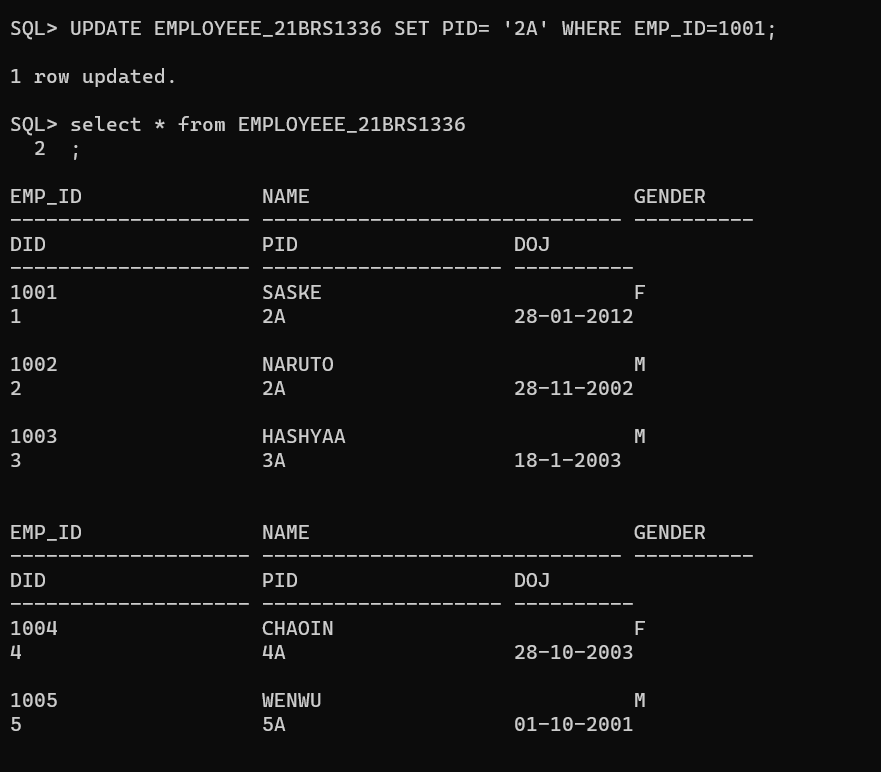 SQL> UPDATE EMPLOYEEE_21BRS1336 SET PID= '2A' WHERE EMP_ID=1001;
1 row updated.
SQL> select * from EMPLOYEEE_21BRS1336
  2  ;
EMP_ID               NAME                           GENDER
-------------------- ------------------------------ ----------
DID                  PID                  DOJ
-------------------- -------------------- ----------
1001                 SASKE                          F
1                    2A                   28-01-2012
1002                 NARUTO                         M
2                    2A                   28-11-2002
1003                 HASHYAA                        M
3                    3A                   18-1-2003
EMP_ID               NAME                           GENDER
-------------------- ------------------------------ ----------
DID                  PID                  DOJ
-------------------- -------------------- ----------
1004                 CHAOIN                         F
4                    4A                   28-10-2003
1005                 WENWU                          M
5                    5A                   01-10-2001